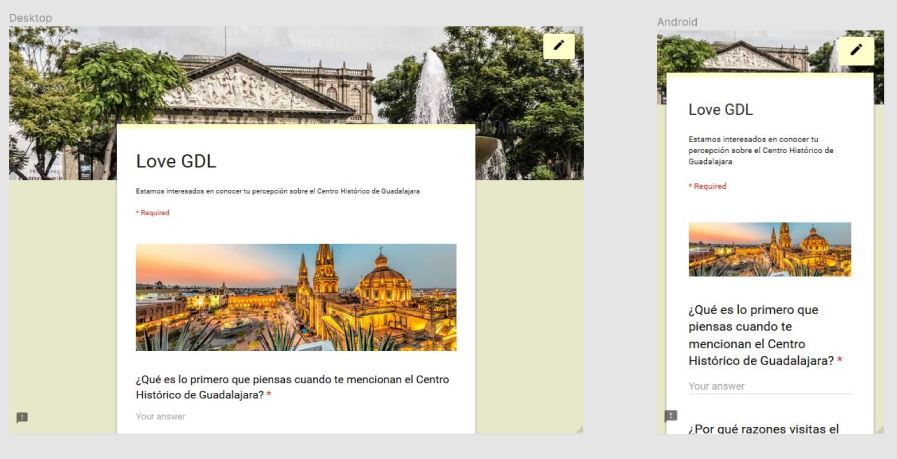 Desktop
Love GDL
Estamos interesados en conocer tu percepción sobre el Centro Histórico de Guadalajara
* Required
¿Qué es lo primero que piensas cuando te mencionan el Centro
Histórico de Guadalajara? *
Your answer
Android
Love GDL
Estamos interesados en conocer tu
percepción sobre el Centro Histórico de
Guadalajara
* Required
¿Qué es lo primero que
piensas cuando te
mencionan el Centro
Histórico de Guadalajara? *
Your answer
¿Por qué razones visitas el